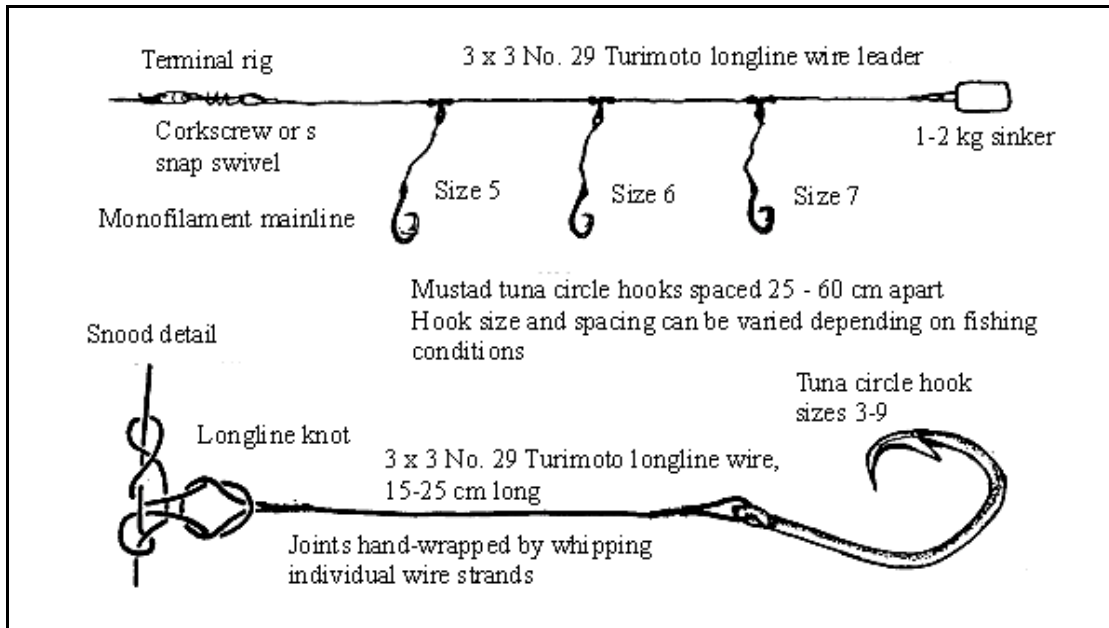 Terminal rig
3 x 3 No. 29 Turimoto longline wire leader
Corkscrew or s
snap swivel
1-2 kg sinker
Size 5
Size 6
Size 7
Monofilament mainline
Mustad tuna circle hooks spaced 25 - 60 cm apart
Hook size and spacing can be varied depending on fishing
conditions
Snood detail
Tuna circle hook
sizes 3-9
Longline knot
3 x 3 No. 29 Turimoto longline wire,
15-25 cm long
Joints hand-wrapped by whipping
individual wire strands